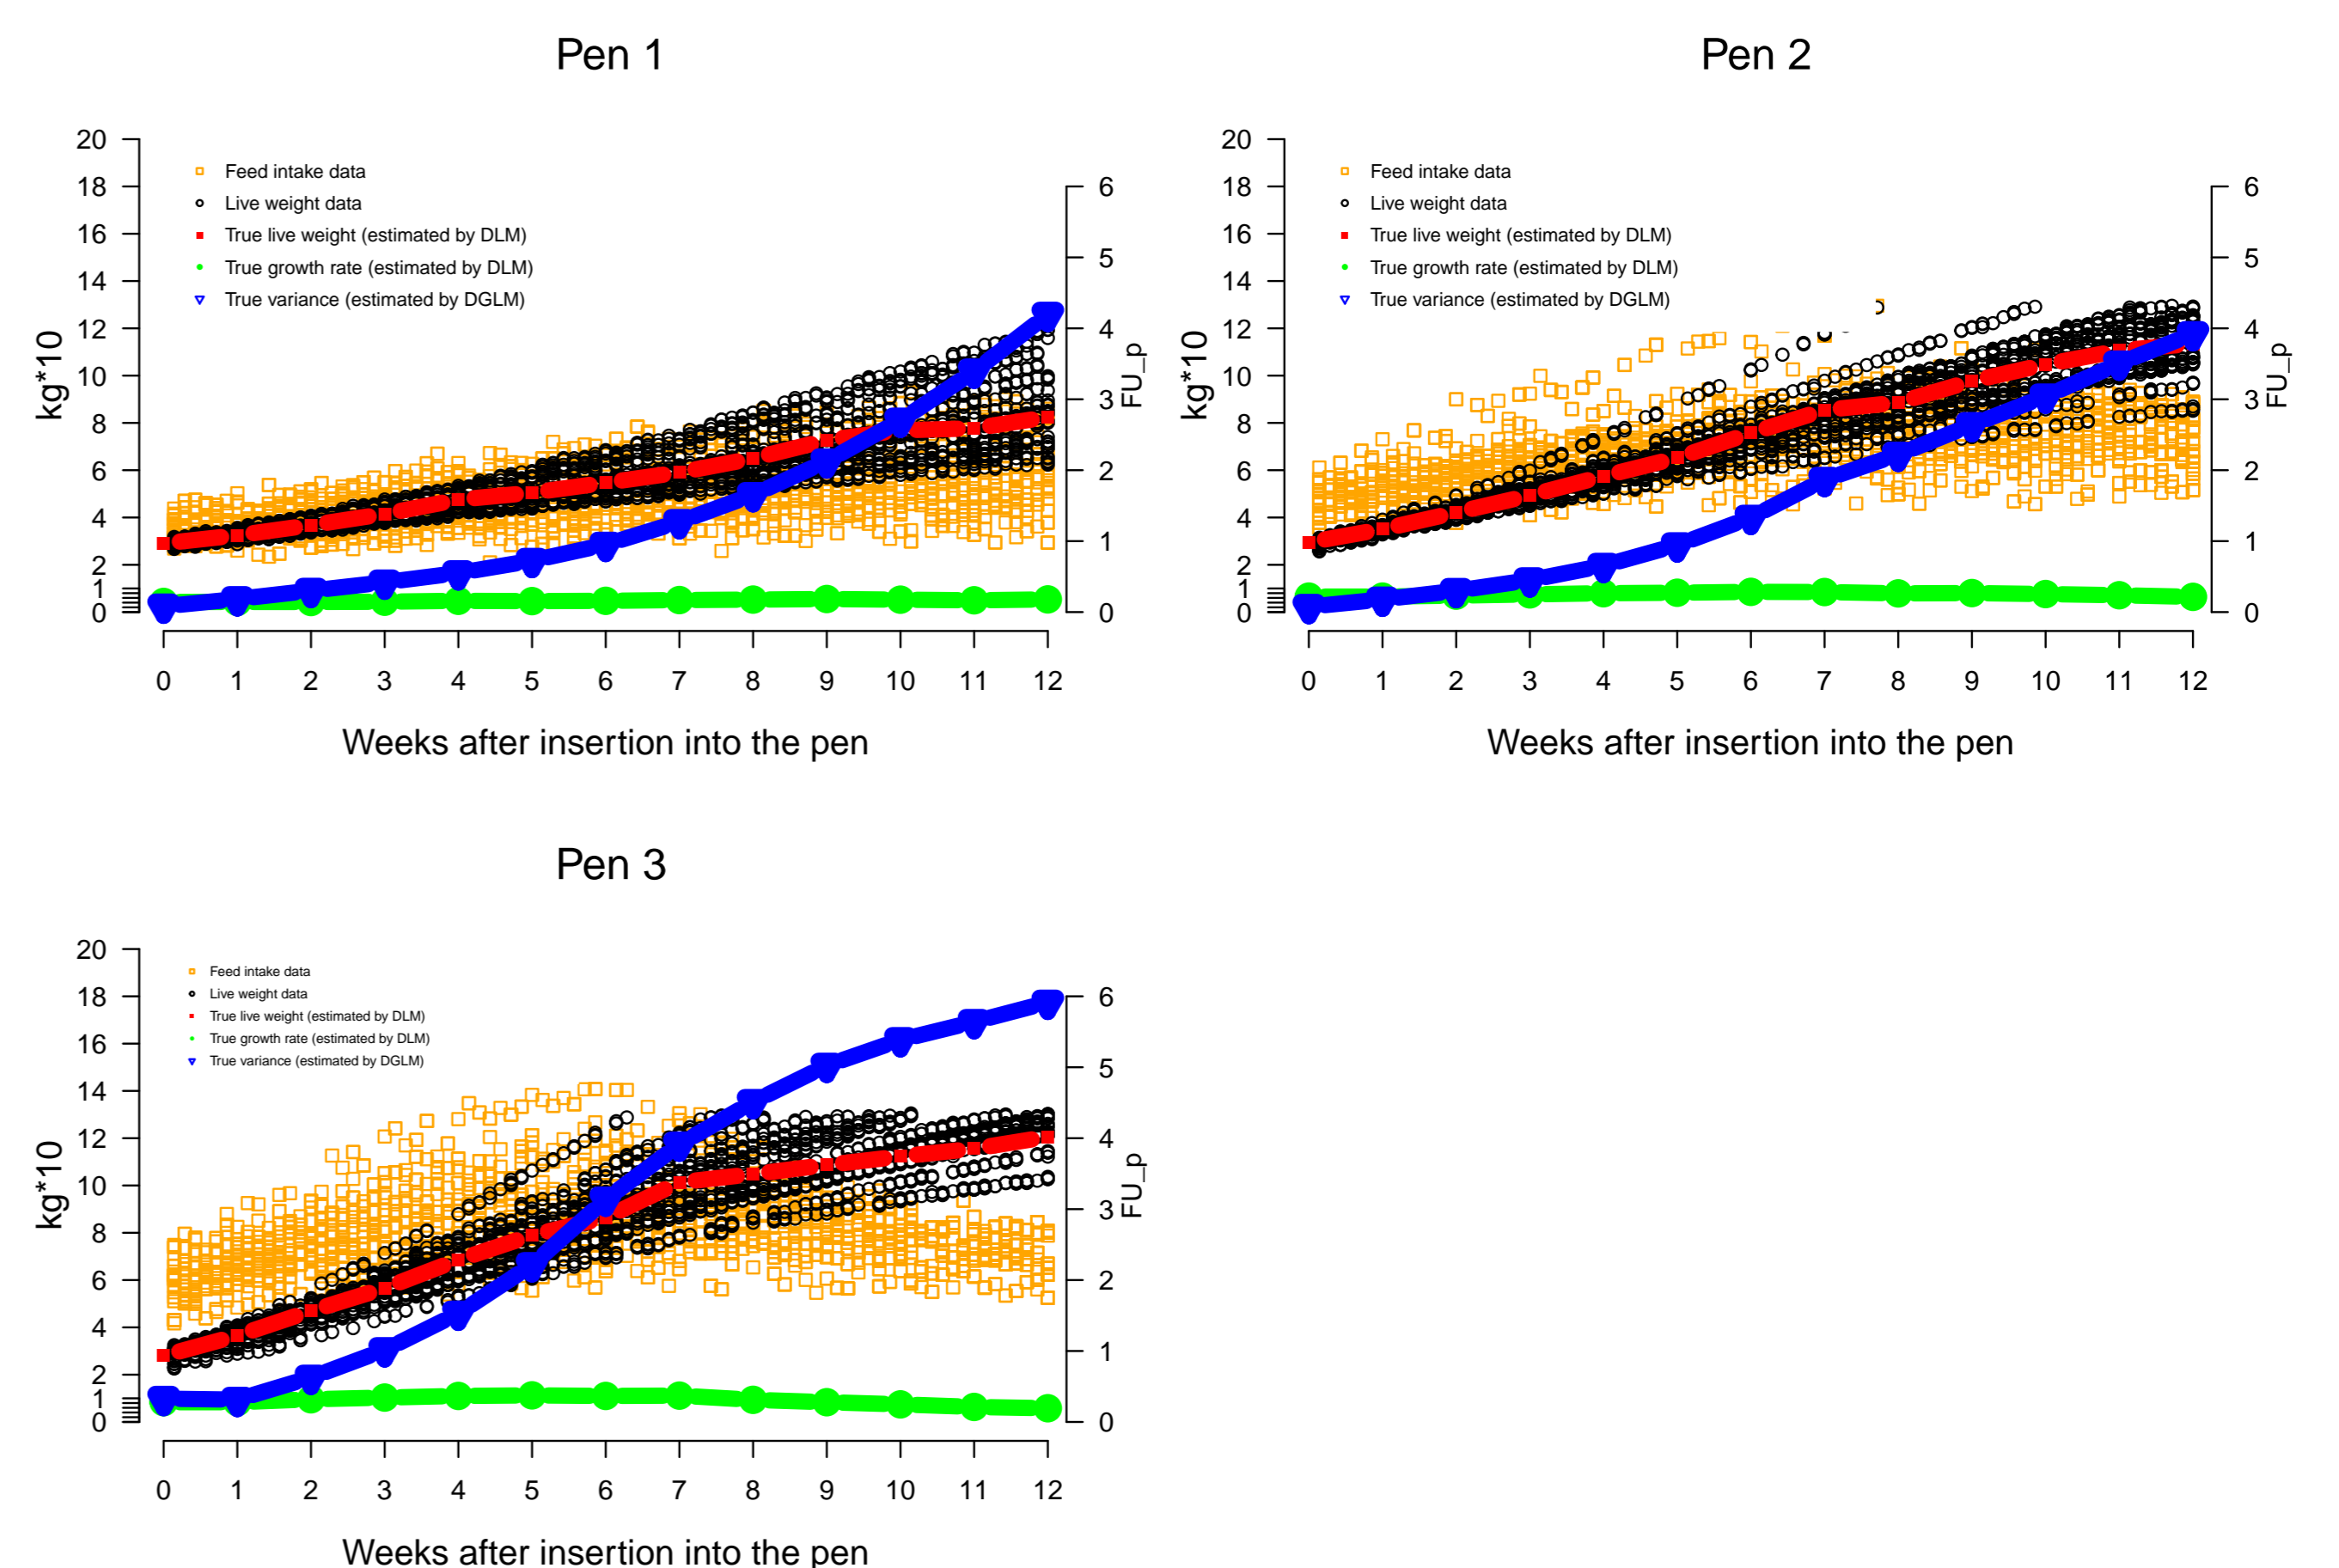 Pen 1
20
18
16
14
12
10
8
6
4
2
1
0
kg*10
Feed intake data
Live weight data
True live weight (estimated by DLM)
True growth rate (estimated by DLM)
True variance (estimated by DGLM)
6
5
4
3
2
1
0
FU_p
0 1 2 3 4 5 6 7 8 9 10 11 12
Weeks after insertion into the pen
Pen 2
20
18
16
14
12
10
8
6
4
2
1
0
kg*10
Feed intake data
Live weight data
True live weight (estimated by DLM)
True growth rate (estimated by DLM)
True variance (estimated by DGLM)
6
5
4
3
2
1
0
FU_p
0 1 2 3 4 5 6 7 8 9 10 11 12
Weeks after insertion into the pen
Pen 3
20
18
16
14
12
10
8
6
4
2
1
0
kg*10
Feed intake data
Live weight data
True live weight (estimated by DLM)
True growth rate (estimated by DLM)
True variance (estimated by DGLM)
6
5
4
3
2
1
0
FU_p
0 1 2 3 4 5 6 7 8 9 10 11 12
Weeks after insertion into the pen